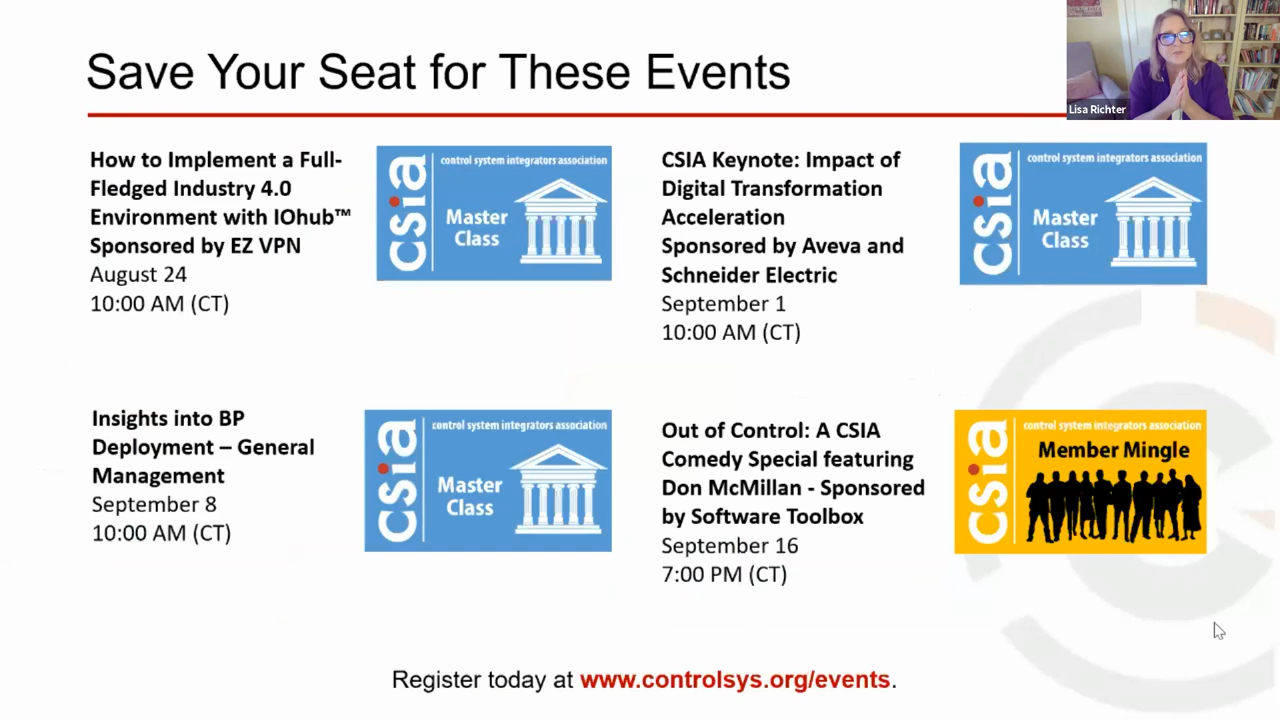 Save Your Seat for These Events
Lisa Richter
How to Implement a Full-
Fledged Industry 4.0
Environment with IOhub™
Sponsored by EZ VPN
August 24
10:00 AM (CT)
csia
control system integrators association
Master
Class
CSIA Keynote: Impact of
Digital Transformation
Acceleration
Sponsored by Aveva and
Schneider Electric
September 1
10:00 AM (CT)
csia
control system integrators association
Master
Class
Insights into BP
Deployment – General
Management
September 8
10:00 AM (CT)
csia
control system integrators association
Master
Class
Out of Control: A CSIA
Comedy Special featuring
Don McMillan - Sponsored
by Software Toolbox
September 16
7:00 PM (CT)
csia
control system integrators association
Member Mingle
Register today at www.controlsys.org/events.